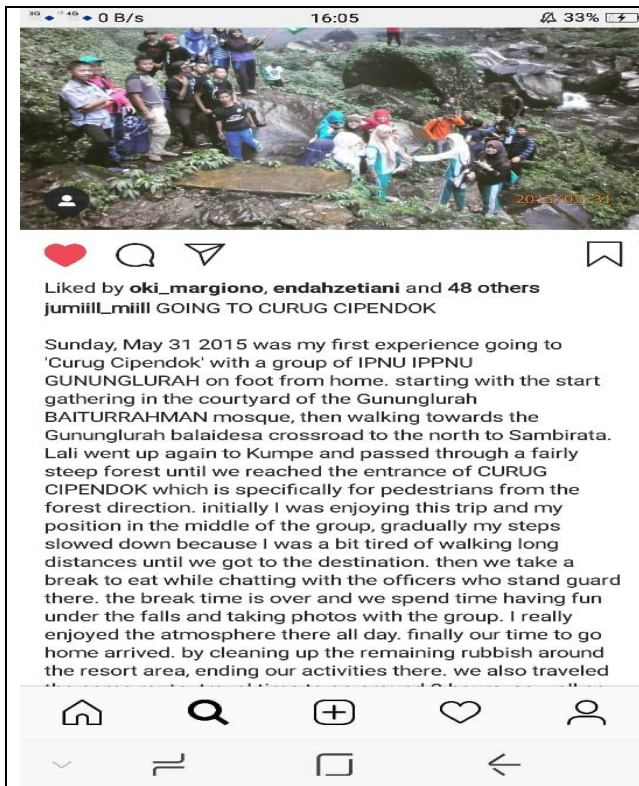 3G 4G 0 B/s 16:05 33%
2015/05/31
Liked by oki_margiono, endahzetiani and 48 others
jumiill_miill GOING TO CURUG CIPENDOK
Sunday, May 31 2015 was my first experience going to
'Curug Cipendok' with a group of IPNU IPPNU
GUNUNGLURAH on foot from home. starting with the start
gathering in the courtyard of the Gununglurah
BAITURRAHMAN mosque, then walking towards the
Gununglurah balaidesa crossroad to the north to Sambirata.
Lali went up again to Kumpe and passed through a fairly
steep forest until we reached the entrance of CURUG
CIPENDOK which is specifically for pedestrians from the
forest direction. initially I was enjoying this trip and my
position in the middle of the group, gradually my steps
slowed down because I was a bit tired of walking long
distances until we got to the destination. then we take a
break to eat while chatting with the officers who stand guard
there. the break time is over and we spend time having fun
under the falls and taking photos with the group. I really
enjoyed the atmosphere there all day. finally our time to go
home arrived. by cleaning up the remaining rubbish around
the resort area, ending our activities there. we also traveled